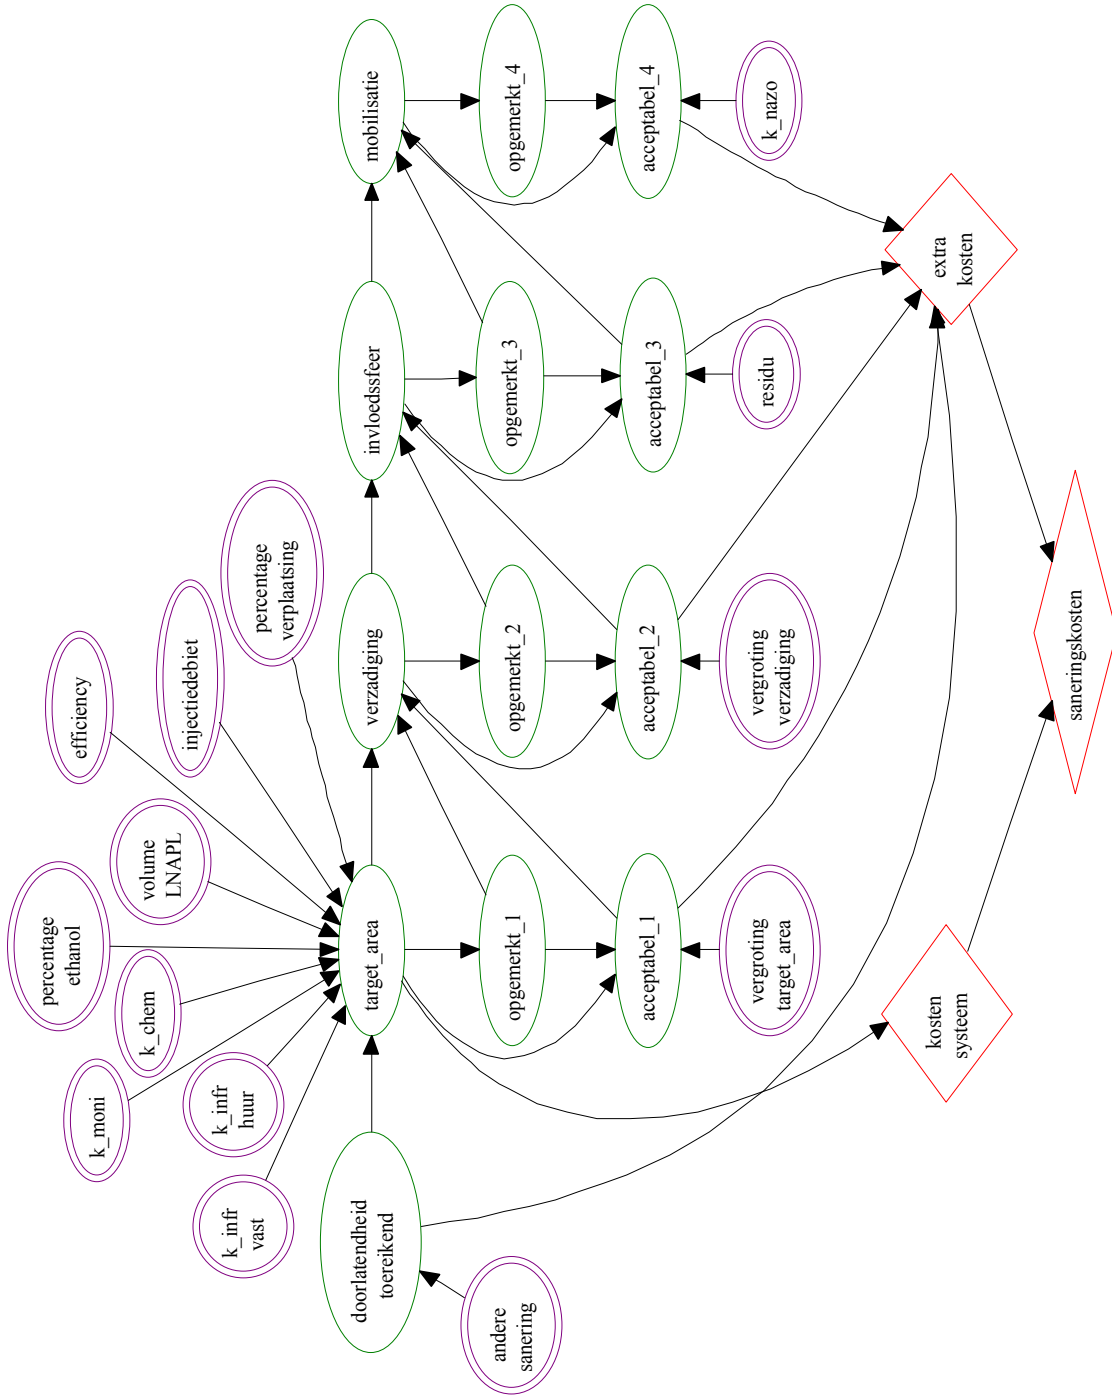 percentage
ethanol
efficiency
k_moni
k_chem
volume
LNAPL
injectiedebiet
k_infr
huur
k_infr
vast
percentage
verplaatsing
doorlatendheid
toereikend
target_area
verzadiging
invloedssfeer
mobilisatie
andere
sanering
opgemerkt_1
opgemerkt_2
opgemerkt_3
opgemerkt_4
acceptabel_1
acceptabel_2
acceptabel_3
acceptabel_4
vergroting
target_area
vergroting
verzadiging
residu
k_nazo
kosten
systeem
extra
kosten
saneringskosten